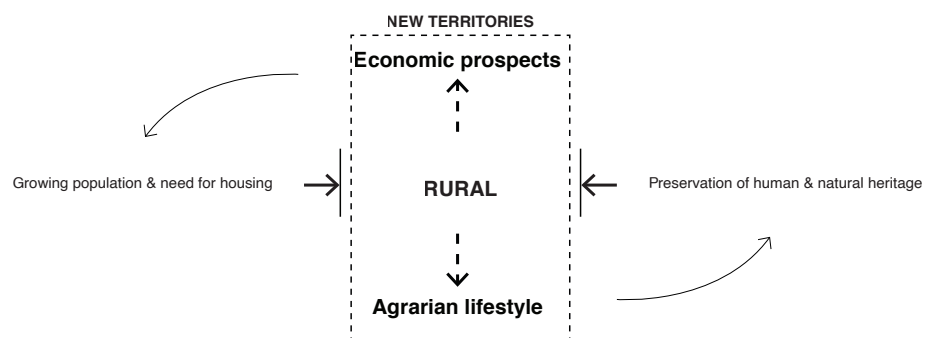 NEW TERRITORIES
Economic prospects
Growing population & need for housing
RURAL
Preservation of human & natural heritage
Agrarian lifestyle